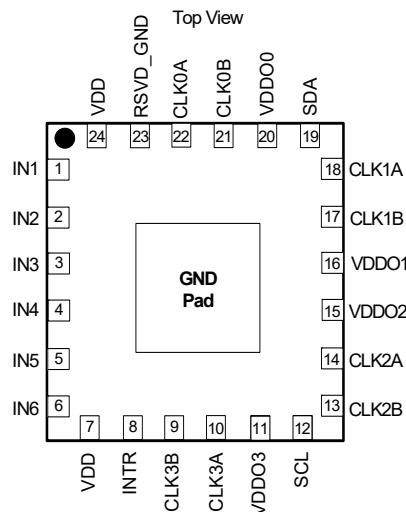 Top View
VDD
RSVD_GND
CLK0A
CLK0B
VDDO0
SDA
24
23
22
21
20
19
IN1 1
18 CLK1A
IN2 2
17 CLK1B
IN3 3
16 VDDO1
GND
Pad
IN4 4
15 VDDO2
IN5 5
14 CLK2A
IN6 6
13 CLK2B
7
8
9
10
11
12
VDD
INTR
CLK3B
CLK3A
VDDO3
SCL